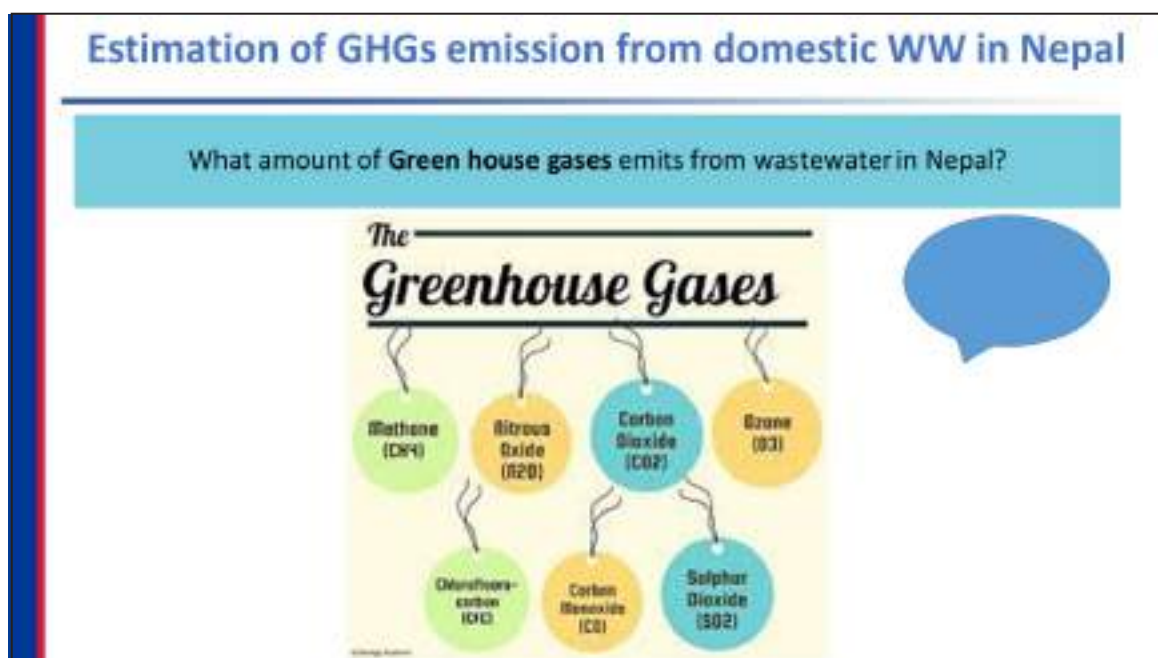 Estimation of GHGs emission from domestic WW in Nepal
What amount of Green house gases emits from wastewater in Nepal?
The
Greenhouse Gases
Methane
(CH4)
Nitrous
Oxide
(N2O)
Carbon
Dioxide
(CO2)
Ozone
(O3)
Chlorofluoro-
carbon
(CFC)
Carbon
Monoxide
(CO)
Sulphur
Dioxide
(SO2)